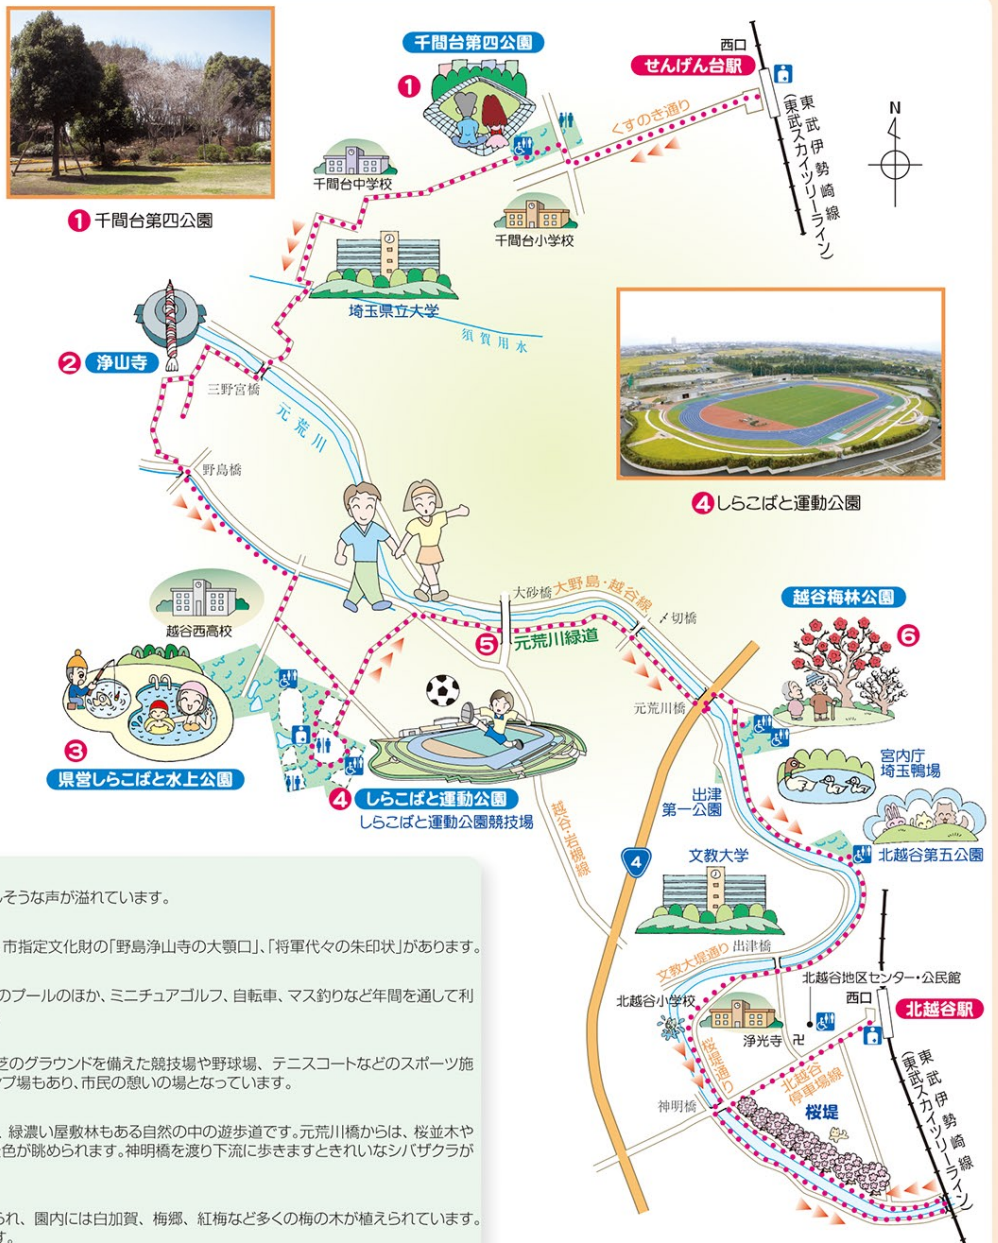 千間台第四公園
①
西口
せんげん台駅
東武伊勢崎線
(東武スカイツリーライン)
くすのき通り
N
千間台中学校
千間台小学校
① 千間台第四公園
埼玉県立大学
須賀用水
② 浄山寺
三野宮橋
元荒川
野島橋
④ しらこばと運動公園
大砂橋
大野島・越谷線
〆切橋
越谷梅林公園
⑥
越谷西高校
⑤ 元荒川緑道
元荒川橋
③
県営しらこばと水上公園
④ しらこばと運動公園
しらこばと運動公園競技場
宮内庁
埼玉鴨場
出津
第一公園
越谷・岩槻線
4
文教大学
北越谷第五公園
文教大堤通り
出津橋
北越谷地区センター・公民館
北越谷小学校
西口
北越谷駅
浄光寺 卍
桜堤通り
北越谷
停車場線
神明橋
桜堤
東武伊勢崎線
(東武スカイツリーライン)
しそうな声が溢れています。
市指定文化財の「野島浄山寺の大顎口」、「将軍代々の朱印状」があります。
のプールのほか、ミニチュアゴルフ、自転車、マス釣りなど年間を通して利
芝のグラウンドを備えた競技場や野球場、テニスコートなどのスポーツ施
プ場もあり、市民の憩いの場となっています。
、緑濃い屋敷林もある自然の中の遊歩道です。元荒川橋からは、桜並木や
色が眺められます。神明橋を渡り下流に歩きますときれいなシバザクラが
られ、園内には白加賀、梅郷、紅梅など多くの梅の木が植えられています。
す。